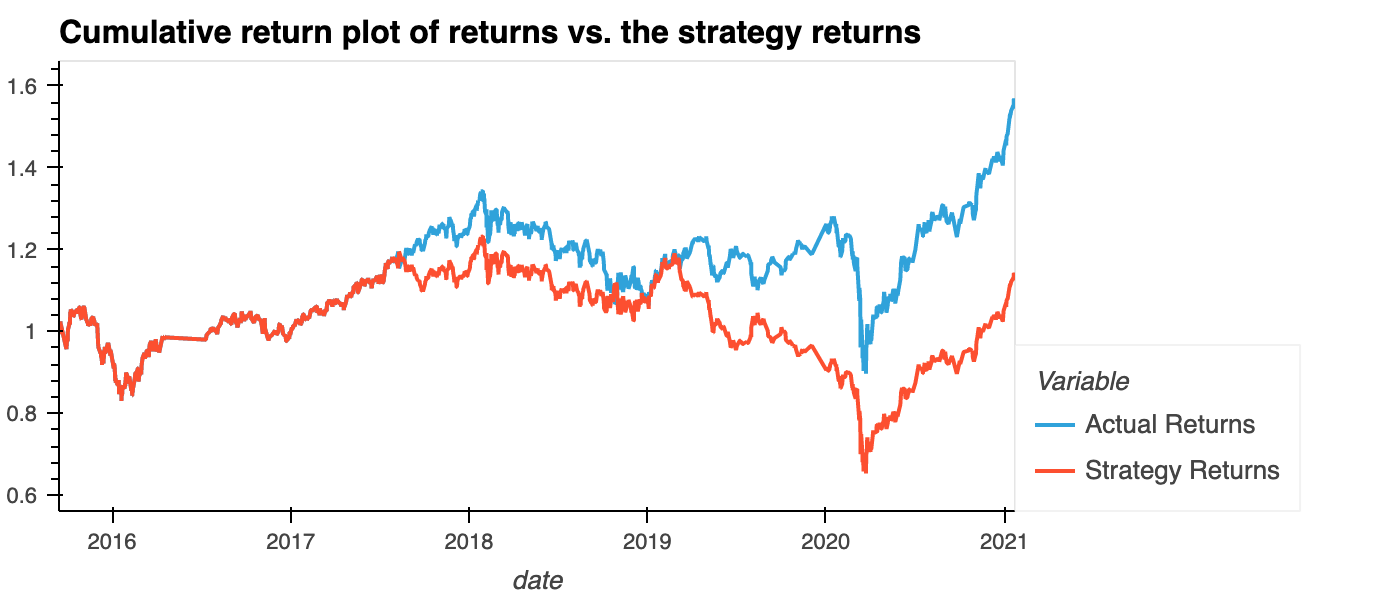 Cumulative return plot of returns vs. the strategy returns
1.6
1.4
1.2
1
0.8
0.6
2016 2017 2018 2019 2020 2021
date
Variable
Actual Returns
Strategy Returns